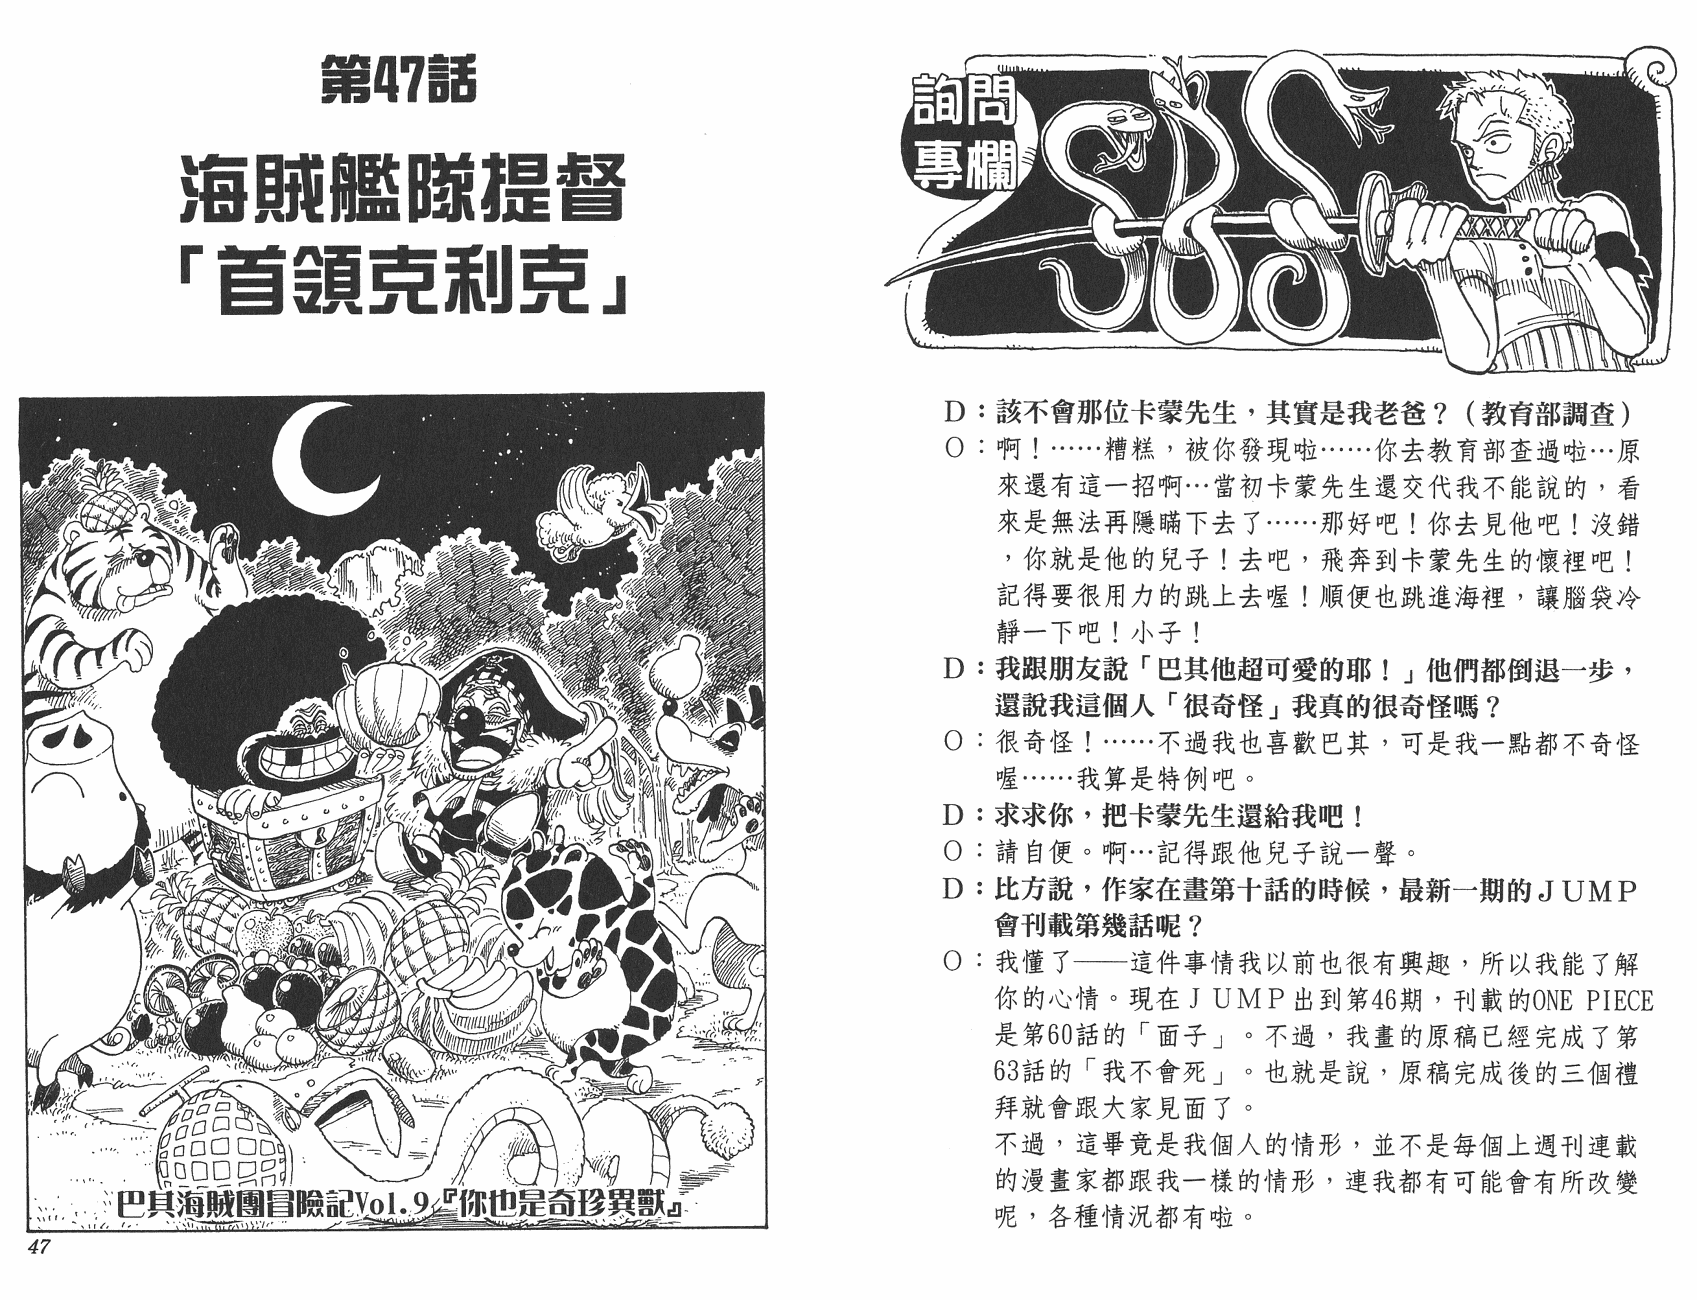 詢問
專欄
SBS
D：該不會那位卡蒙先生，其實是我老爸？（教育部調查）
O：啊！……糟糕，被你發現啦……你去教育部查過啦…原
來還有這一招啊…當初卡蒙先生還交代我不能說的，看
來是無法再隱瞞下去了……那好吧！你去見他吧！沒錯
，你就是他的兒子！去吧，飛奔到卡蒙先生的懷裡吧！
記得要很用力的跳上去喔！順便也跳進海裡，讓腦袋冷
靜一下吧！小子！
D：我跟朋友說「巴其他超可愛的耶！」他們都倒退一步，
還說我這個人「很奇怪」我真的很奇怪嗎？
O：很奇怪！……不過我也喜歡巴其，可是我一點都不奇怪
喔……我算是特例吧。
D：求求你，把卡蒙先生還給我吧！
O：請自便。啊…記得跟他兒子說一聲。
D：比方說，作家在畫第十話的時候，最新一期的JUMP
會刊載第幾話呢？
O：我懂了——這件事情我以前也很有興趣，所以我能了解
你的心情。現在JUMP出到第46期，刊載的ONE PIECE
是第60話的「面子」。不過，我畫的原稿已經完成了第
63話的「我不會死」。也就是說，原稿完成後的三個禮
拜就會跟大家見面了。
不過，這畢竟是我個人的情形，並不是每個上週刊連載
的漫畫家都跟我一樣的情形，連我都有可能會有所改變
呢，各種情況都有啦。
第47話
海賊艦隊提督
「首領克利克」
巴其海賊團冒險記Vol.9『你也是奇珍異獸』
47